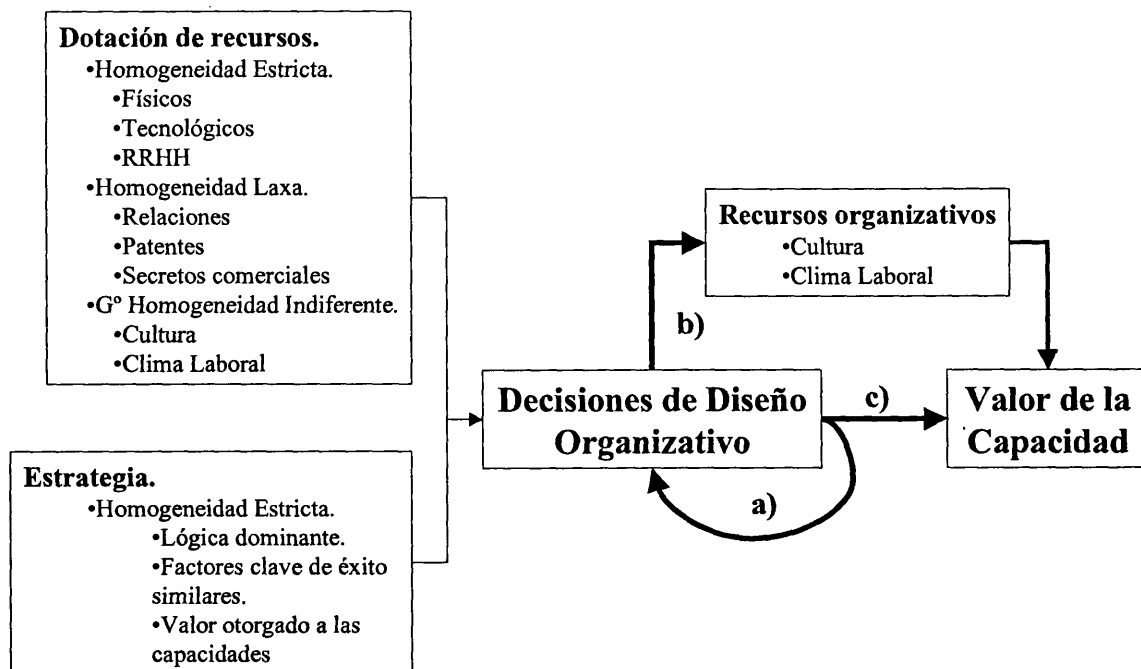 Dotación de recursos.
•Homogeneidad Estricta.
•Físicos
•Tecnológicos
•RRHH
•Homogeneidad Laxa.
•Relaciones
•Patentes
•Secretos comerciales
•Gº Homogeneidad Indiferente.
•Cultura
•Clima Laboral
Estrategia.
•Homogeneidad Estricta.
•Lógica dominante.
•Factores clave de éxito
similares.
•Valor otorgado a las
capacidades
Decisiones de Diseño
Organizativo
a)
b)
Recursos organizativos
•Cultura
•Clima Laboral
c)
Valor de la
Capacidad